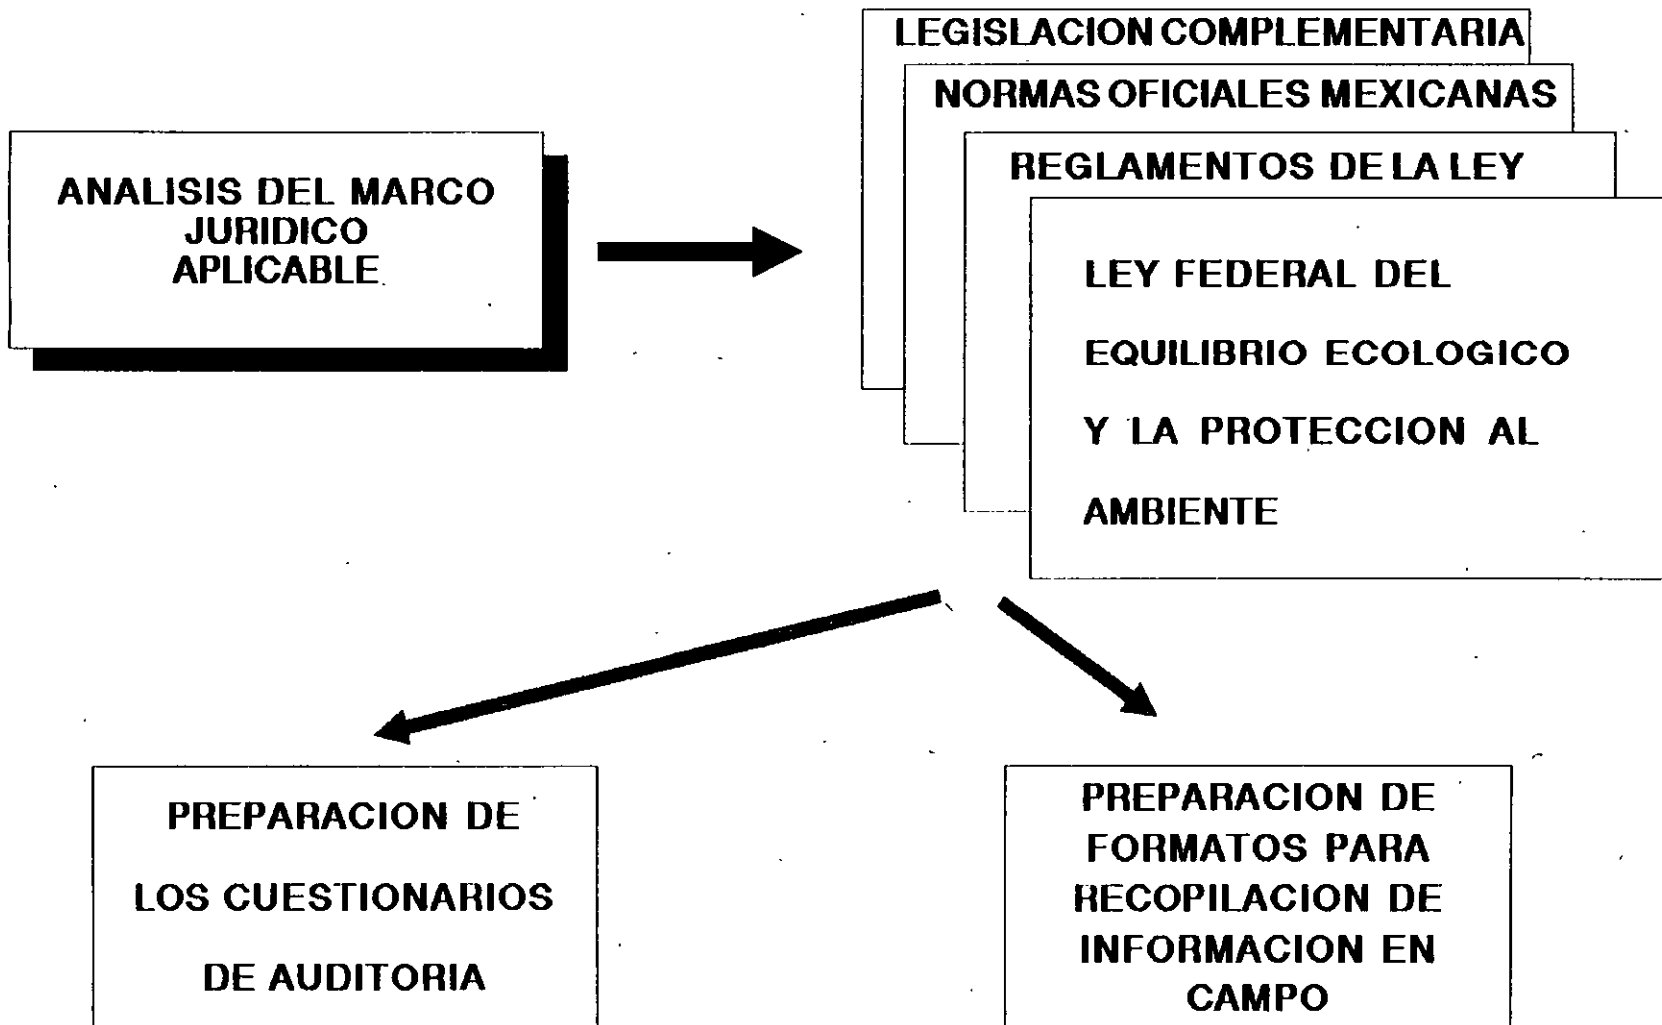 LEGISLACION COMPLEMENTARIA
NORMAS OFICIALES MEXICANAS
REGLAMENTOS DE LA LEY
ANALISIS DEL MARCO
JURIDICO
APLICABLE
LEY FEDERAL DEL
EQUILIBRIO ECOLOGICO
Y LA PROTECCION AL
AMBIENTE
PREPARACION DE
LOS CUESTIONARIOS
DE AUDITORIA
PREPARACION DE
FORMATOS PARA
RECOPILACION DE
INFORMACION EN
CAMPO